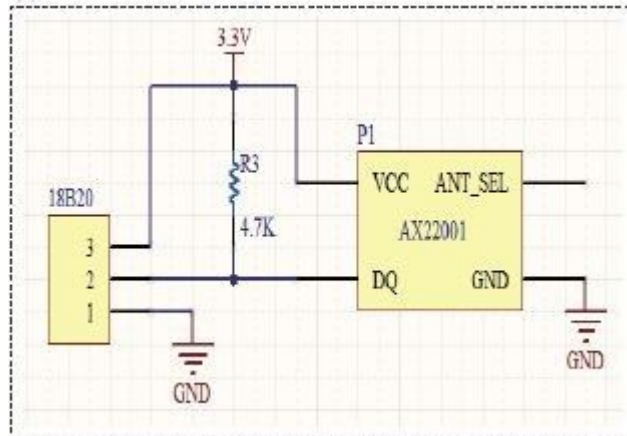 3.3V
P1
R3
VCC ANT_SEL
18B20
4.7K
AX22001
3
2
DQ GND
1
GND
GND